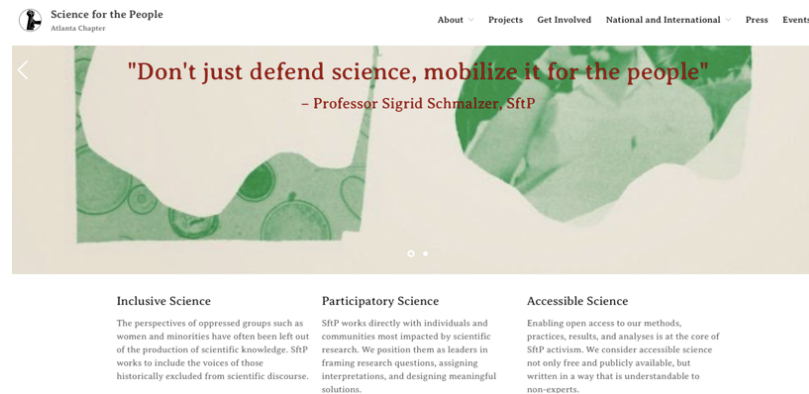 Science for the People
Atlanta Chapter
About Projects Get Involved National and International Press Events
"Don't just defend science, mobilize it for the people"
– Professor Sigrid Schmalzer, SftP
Inclusive Science
The perspectives of oppressed groups such as
women and minorities have often been left out
of the production of scientific knowledge. SftP
works to include the voices of those
historically excluded from scientific discourse.
Participatory Science
SftP works directly with individuals and
communities most impacted by scientific
research. We position them as leaders in
framing research questions, assigning
interpretations, and designing meaningful
solutions.
Accessible Science
Enabling open access to our methods,
practices, results, and analyses is at the core of
SftP activism. We consider accessible science
not only free and publicly available, but
written in a way that is understandable to
non-experts.